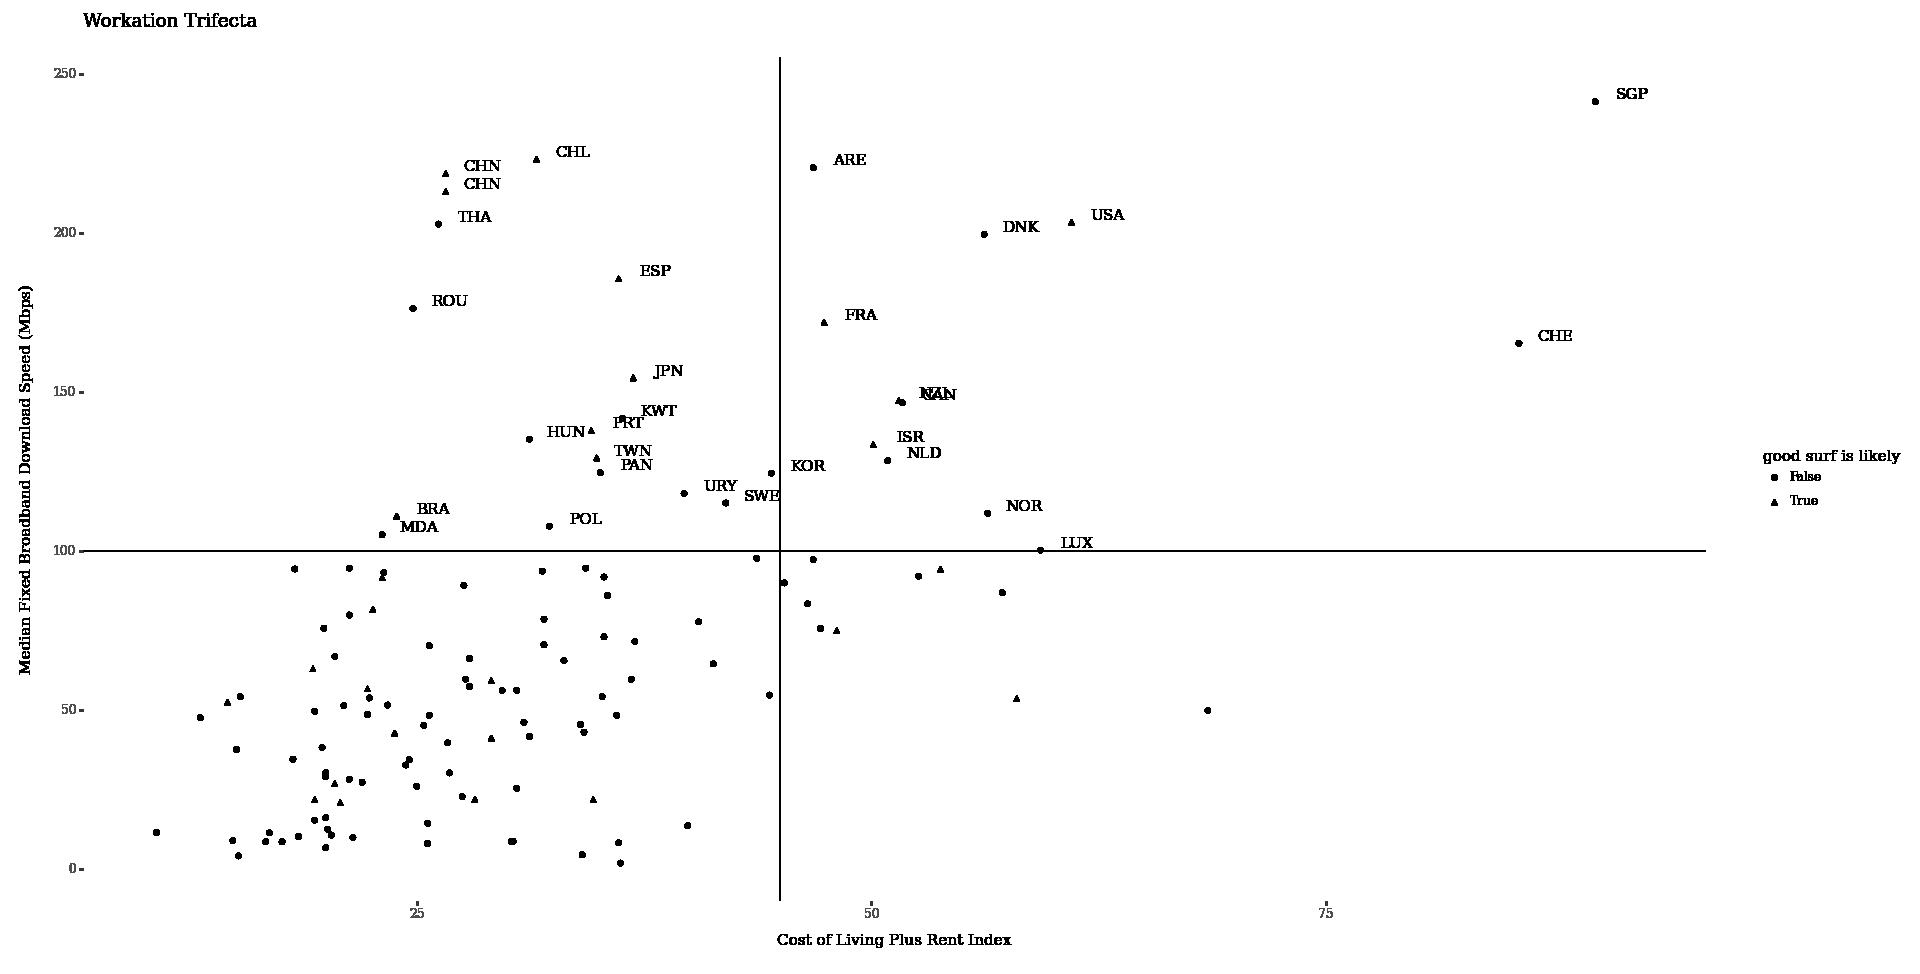 Workation Trifecta
250
SGP
CHL
ARE
CHN
CHN
THA
USA
200
DNK
ESP
ROU
FRA
CHE
JPN
150
CAN
KWT
PRT
HUN
ISR
TWN
NLD
PAN
KOR
URY
SWE
BRA
NOR
POL
MDA
100
LUX
50
0
25
50
75
Cost of Living Plus Rent Index
Median Fixed Broadband Download Speed (Mbps)
good surf is likely
False
True